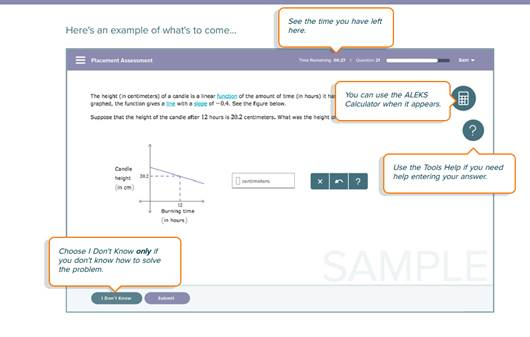 Here's an example of what's to come...
See the time you have left
here.
Placement Assessment
Time Remaining 04:27
Question 21
Sam
The height (in centimeters) of a candle is a linear function of the amount of time (in hours) it has
graphed, the function gives a line with a slope of −0.4. See the figure below.
Suppose that the height of the candle after 12 hours is 20.2 centimeters. What was the height of
You can use the ALEKS
Calculator when it appears.
?
Use the Tools Help if you need
help entering your answer.
Candle
height
(in cm)
20.2
12
Burning time
(in hours)
centimeters
?
Choose I Don't Know only if
you don't know how to solve
the problem.
I Don't Know
Submit
SAMPLE